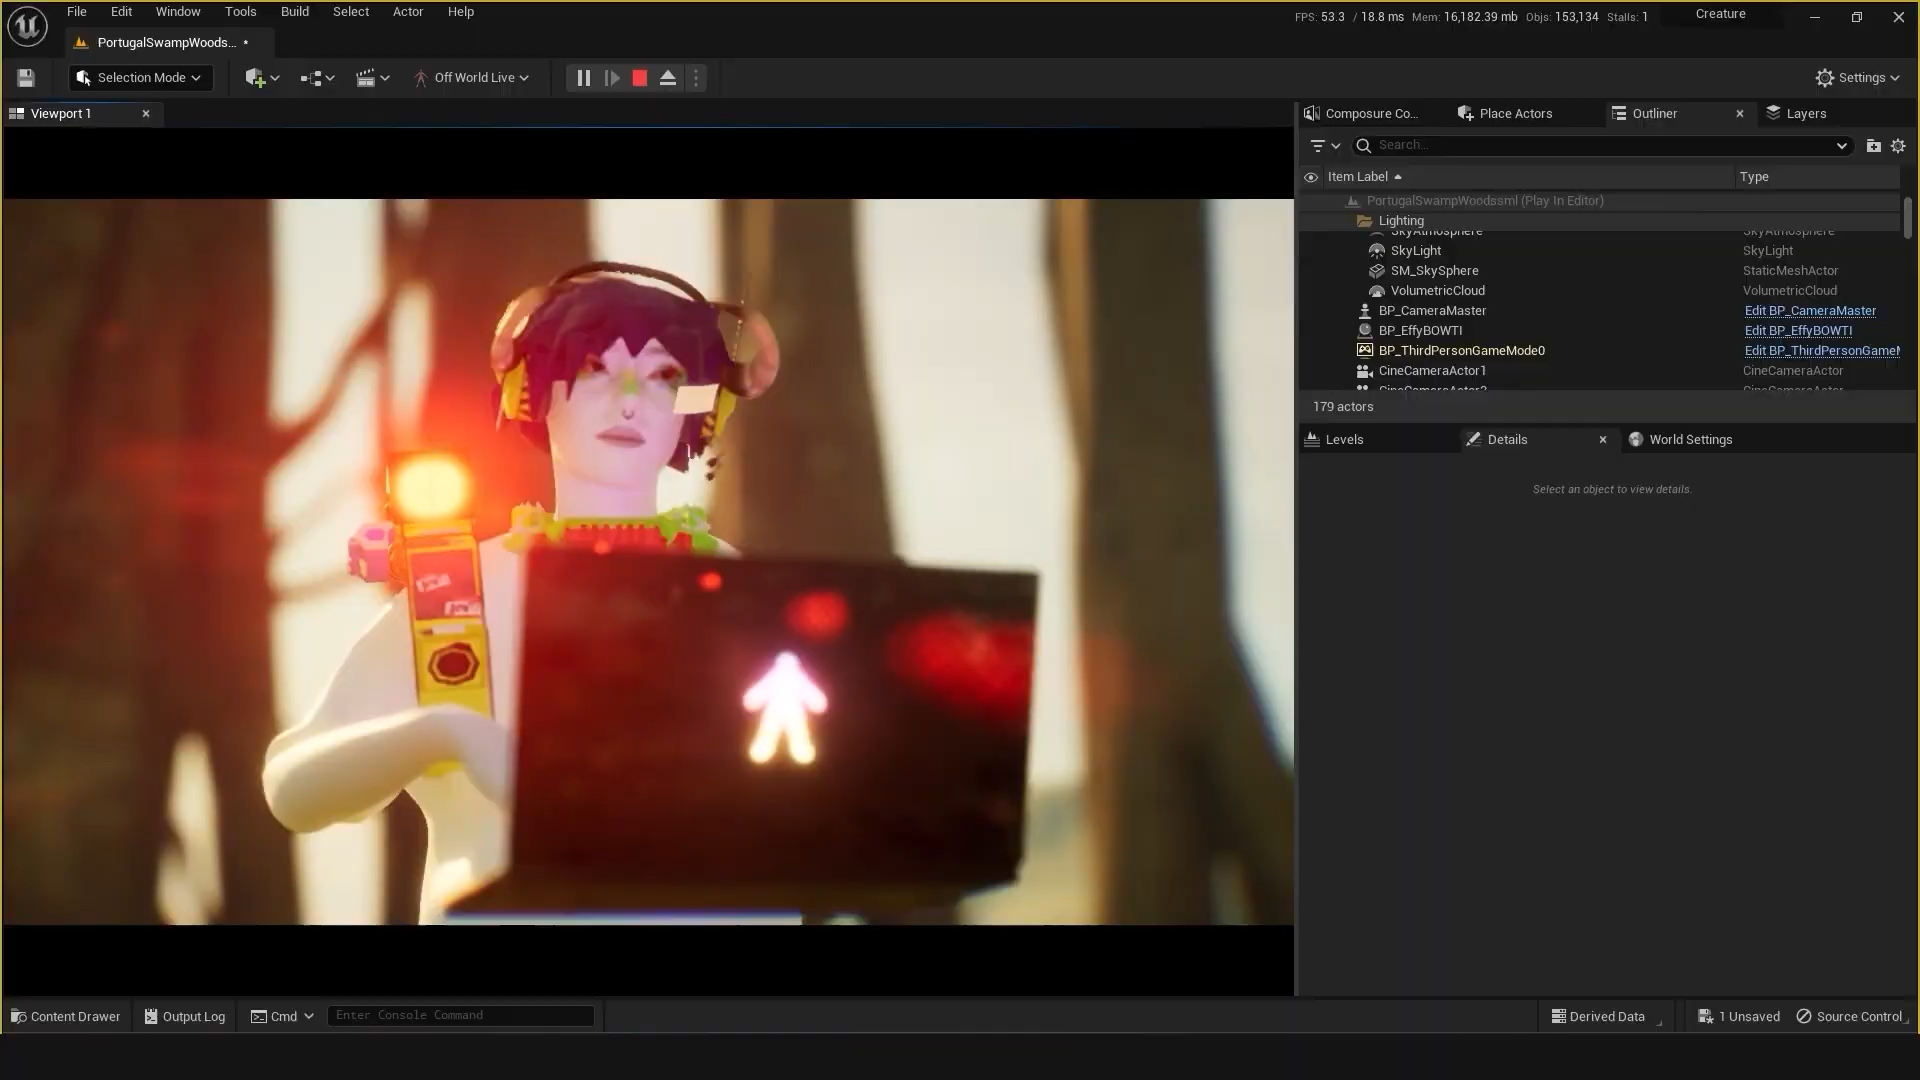 File Edit Window Tools Build Select Actor Help
FPS: 53.3 / 18.8 ms Mem: 16,182.39 mb Objs: 153,134 Stalls: 1
Creature
PortugalSwampWoods... •
Selection Mode
Off World Live
Settings
Viewport 1
Composure Co...
Place Actors
Outliner
Layers
Search...
Item Label
Type
PortugalSwampWoodssml (Play In Editor)
Lighting
SkyAtmosphere SkyAtmosphere
SkyLight SkyLight
SM_SkySphere StaticMeshActor
VolumetricCloud VolumetricCloud
BP_CameraMaster Edit BP_CameraMaster
BP_EffyBOWTI Edit BP_EffyBOWTI
BP_ThirdPersonGameMode0 Edit BP_ThirdPersonGameM
CineCameraActor1 CineCameraActor
CineCameraActor2 CineCameraActor
179 actors
Levels
Details
World Settings
Select an object to view details.
Content Drawer
Output Log
Cmd
Enter Console Command
Derived Data
1 Unsaved
Source Control